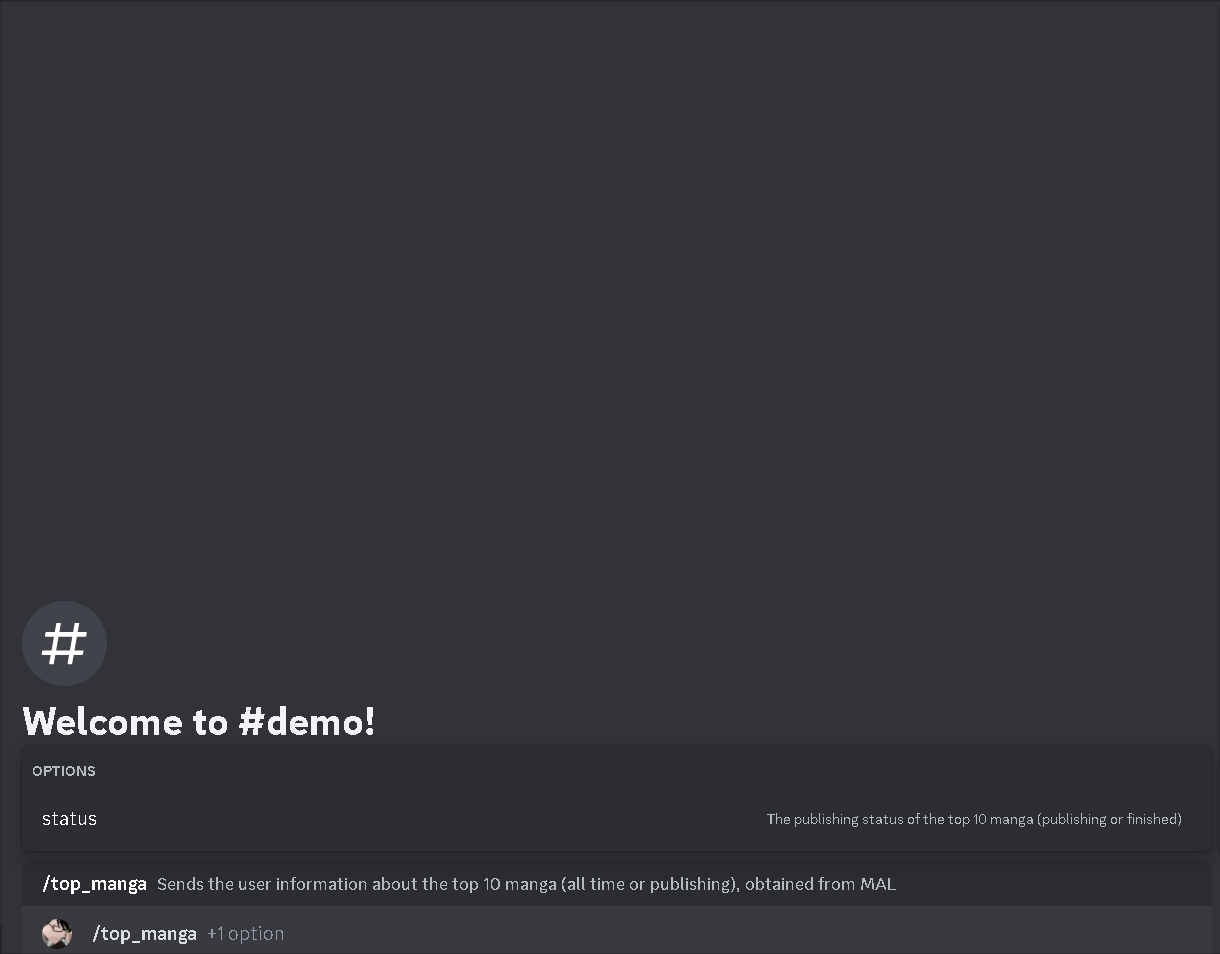 #
Welcome to #demo!
OPTIONS
status The publishing status of the top 10 manga (publishing or finished)
/top_manga Sends the user information about the top 10 manga (all time or publishing), obtained from MAL
/top_manga +1 option